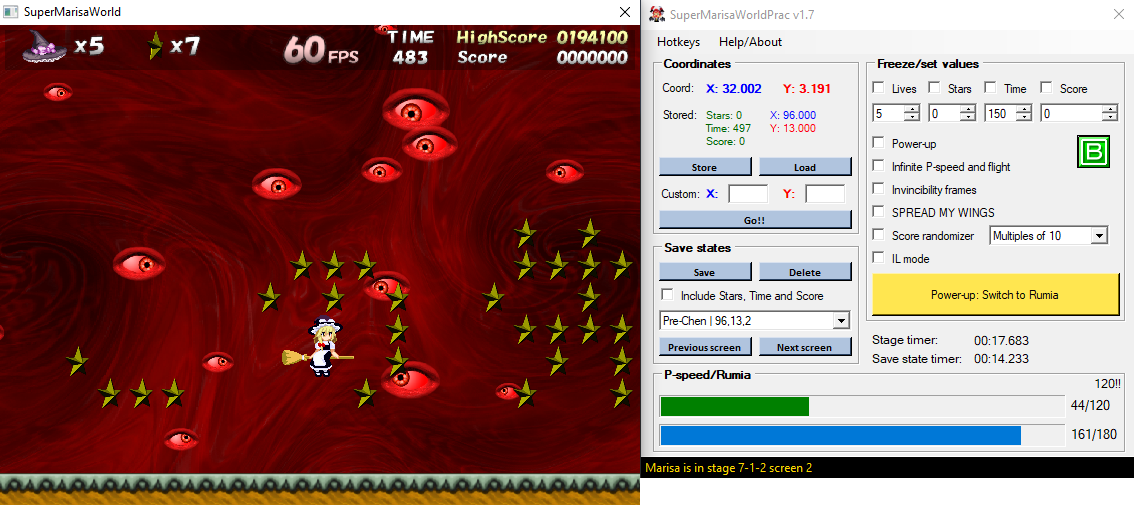 SuperMarisaWorld
x5
x7
60 FPS
TIME
483
HighScore 0194100
Score 0000000
SuperMarisaWorldPrac v1.7
Hotkeys Help/About
Coordinates
Coord: X: 32.002 Y: 3.191
Stored: Stars: 0 X: 96.000
Time: 497 Y: 13.000
Score: 0
Store Load
Custom: X: Y:
Go!!
Save states
Save Delete
Include Stars, Time and Score
Pre-Chen | 96,13,2
Previous screen Next screen
Freeze/set values
Lives Stars Time Score
5 0 150 0
Power-up
B
Infinite P-speed and flight
Invincibility frames
SPREAD MY WINGS
Score randomizer Multiples of 10
IL mode
Power-up: Switch to Rumia
Stage timer: 00:17.683
Save state timer: 00:14.233
P-speed/Rumia
120!!
44/120
161/180
Marisa is in stage 7-1-2 screen 2